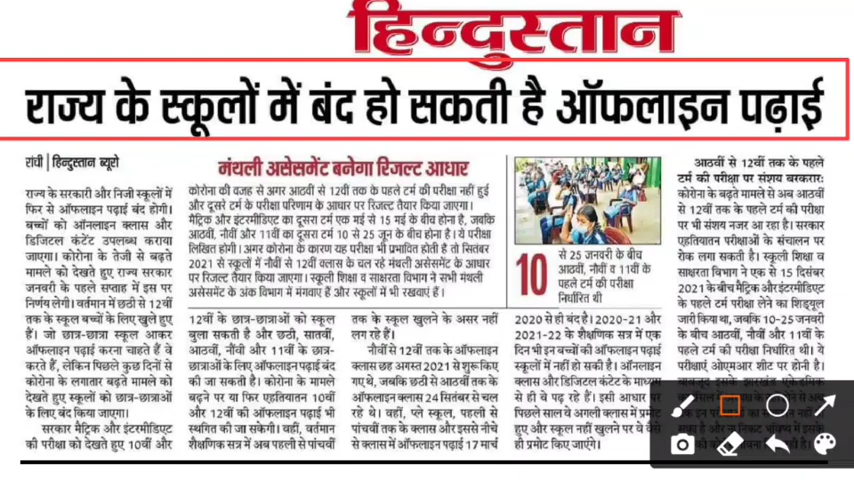 हिन्दुस्तान
राज्य के स्कूलों में बंद हो सकती है ऑफलाइन पढ़ाई
रांची | हिन्दुस्तान ब्यूरो
राज्य के सरकारी और निजी स्कूलों में
फिर से ऑफलाइन पढ़ाई बंद होगी।
बच्चों को ऑनलाइन क्लास और
डिजिटल कंटेंट उपलब्ध कराया
जाएगा। कोरोना के तेजी से बढ़ते
मामले को देखते हुए राज्य सरकार
जनवरी के पहले सप्ताह में इस पर
निर्णय लेगी। वर्तमान में छठी से 12वीं
तक के स्कूल बच्चों के लिए खुले हुए
हैं। जो छात्र-छात्रा स्कूल आकर
ऑफलाइन पढ़ाई करना चाहते हैं वे
करते हैं, लेकिन पिछले कुछ दिनों से
कोरोना के लगातार बढ़ते मामले को
देखते हुए स्कूलों को छात्र-छात्राओं
के लिए बंद किया जाएगा।
सरकार मैट्रिक और इंटरमीडिएट
की परीक्षा को देखते हुए 10वीं और
मंथली असेसमेंट बनेगा रिजल्ट आधार
कोरोना की वजह से अगर आठवीं से 12वीं तक के पहले टर्म की परीक्षा नहीं हुई
और दूसरे टर्म की परीक्षा के परिणाम के आधार पर रिजल्ट तैयार किया जाएगा।
मैट्रिक और इंटरमीडिएट का दूसरा टर्म एक मई से 15 मई के बीच होना है, जबकि
आठवीं, नौवीं और 11वीं का दूसरा टर्म 10 से 25 जून के बीच होना है। ये परीक्षा
लिखित होगी। अगर कोरोना के कारण यह परीक्षा भी प्रभावित होती है तो सितंबर
2021 से स्कूलों में नौवीं से 12वीं क्लास के चल रहे मंथली असेसमेंट के आधार
पर रिजल्ट तैयार किया जाएगा। स्कूली शिक्षा व साक्षरता विभाग ने सभी मंथली
असेसमेंट के अंक विभाग में मंगवाए हैं और स्कूलों में भी रखवाएं हैं।
10
से 25 जनवरी के बीच
आठवीं, नौवीं व 11वीं के
पहले टर्म की परीक्षा
निर्धारित थी
12वीं के छात्र-छात्राओं को स्कूल
बुला सकती है और छठी, सातवीं,
आठवीं, नौंवी और 11वीं के छात्र-
छात्राओं के लिए ऑफलाइन पढ़ाई बंद
की जा सकती है। कोरोना के मामले
बढ़ने पर या फिर एहतियातन 10वीं
और 12वीं की ऑफलाइन पढ़ाई भी
स्थगित की जा सकेगी। वहीं, वर्तमान
शैक्षणिक सत्र में अब पहली से पांचवीं
तक के स्कूल खुलने के असर नहीं
लग रहे हैं।
नौवीं से 12वीं तक के ऑफलाइन
क्लास छह अगस्त 2021 से शुरू किए
गए थे, जबकि छठी से आठवीं तक के
ऑफलाइन क्लास 24 सितंबर से चल
रहे थे। वहीं, प्ले स्कूल, पहली से
पांचवीं तक के क्लास और इससे नीचे
से क्लास में ऑफलाइन पढ़ाई 17 मार्च
2020 से ही बंद है। 2020-21 और
2021-22 के शैक्षणिक सत्र में एक
दिन भी इन बच्चों की ऑफलाइन पढ़ाई
स्कूलों में नहीं हो सकी है। ऑनलाइन
क्लास और डिजिटल कंटेंट के माध्यम
से ही वे पढ़ रहे हैं। इसी आधार पर
पिछले साल वे अगली क्लास में प्रमोट
हुए और स्कूल नहीं खुलने पर वे वैसे
ही प्रमोट किए जाएंगे।
आठवीं से 12वीं तक के पहले
टर्म की परीक्षा पर संशय बरकरारः
कोरोना के बढ़ते मामले से अब आठवीं
से 12वीं तक के पहले टर्म की परीक्षा
पर भी संशय नजर आ रहा है। सरकार
एहतियातन परीक्षाओं के संचालन पर
रोक लगा सकती है। स्कूली शिक्षा व
साक्षरता विभाग ने एक से 15 दिसंबर
2021 के बीच मैट्रिक और इंटरमीडिएट
के पहले टर्म परीक्षा लेने का शिड्यूल
जारी किया था, जबकि 10-25 जनवरी
के बीच आठवीं, नौवीं और 11वीं के
पहले टर्म की परीक्षा निर्धारित थी। ये
परीक्षाएं ओएमआर शीट पर होनी है।